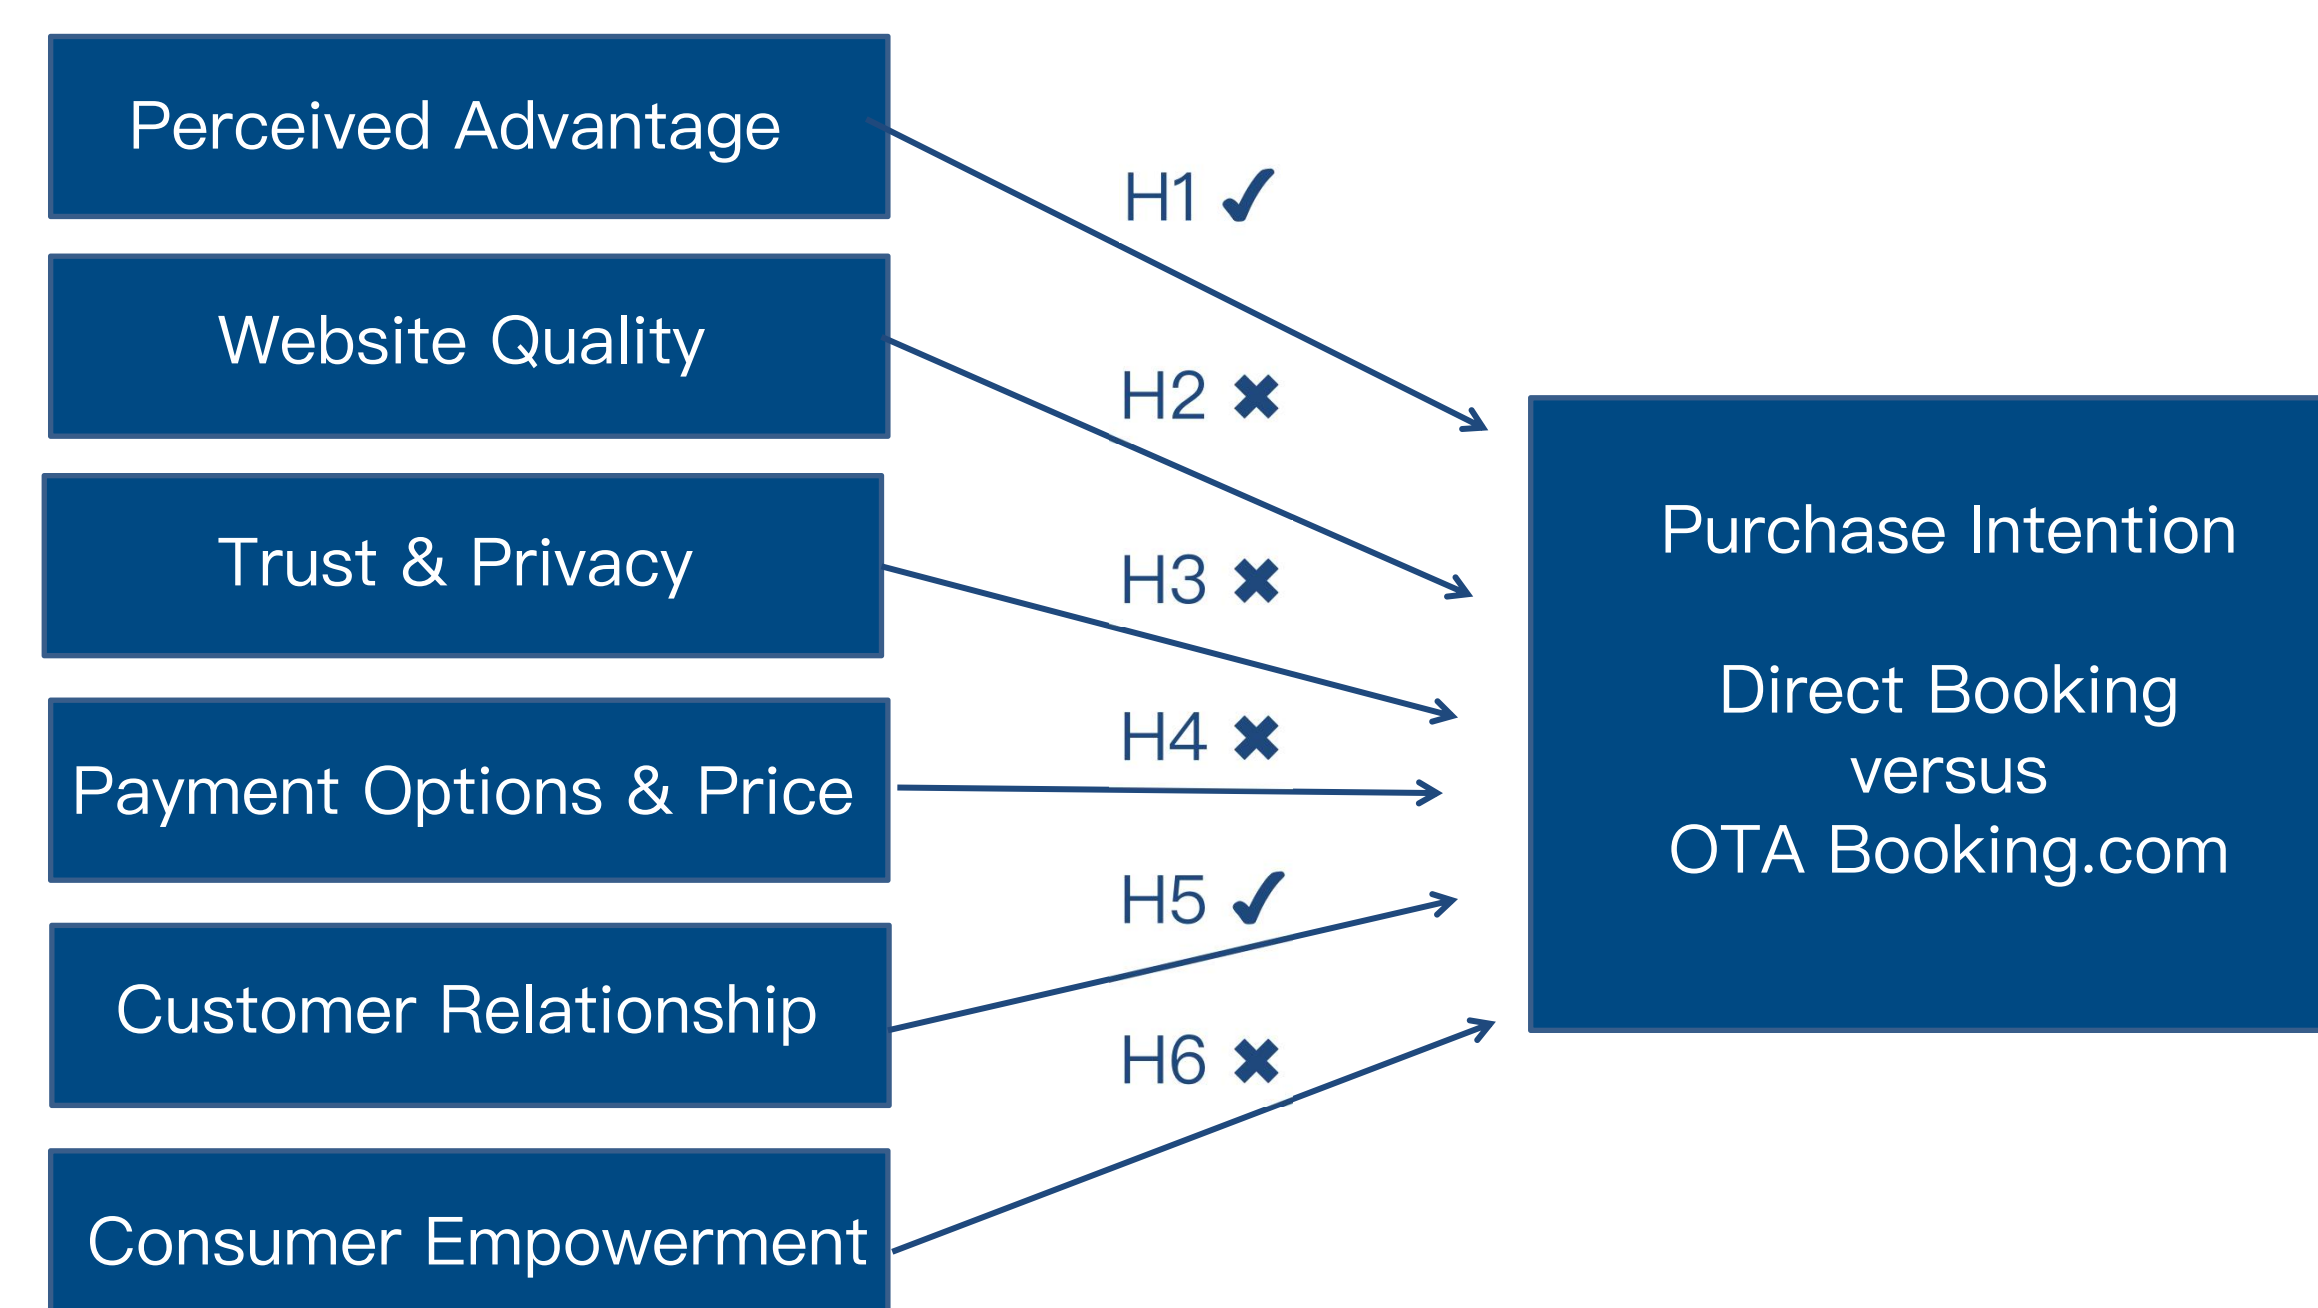 Perceived Advantage
H1 ✔
Website Quality
H2 ✖
Trust & Privacy
H3 ✖
Payment Options & Price
H4 ✖
Customer Relationship
H5 ✔
Consumer Empowerment
H6 ✖
Purchase Intention
Direct Booking
versus
OTA Booking.com